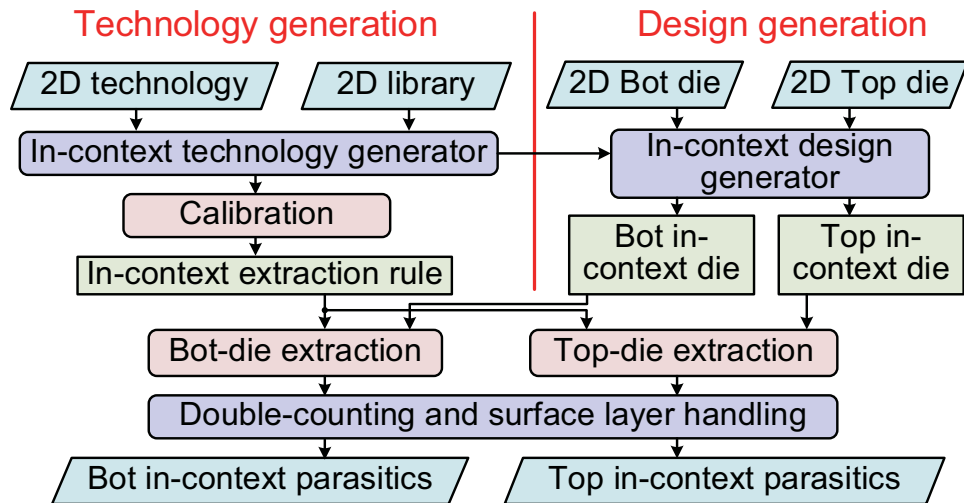 Technology generation
Design generation
2D technology
2D library
2D Bot die
2D Top die
In-context technology generator
In-context design
generator
Calibration
Bot in-
context die
Top in-
context die
In-context extraction rule
Bot-die extraction
Top-die extraction
Double-counting and surface layer handling
Bot in-context parasitics
Top in-context parasitics